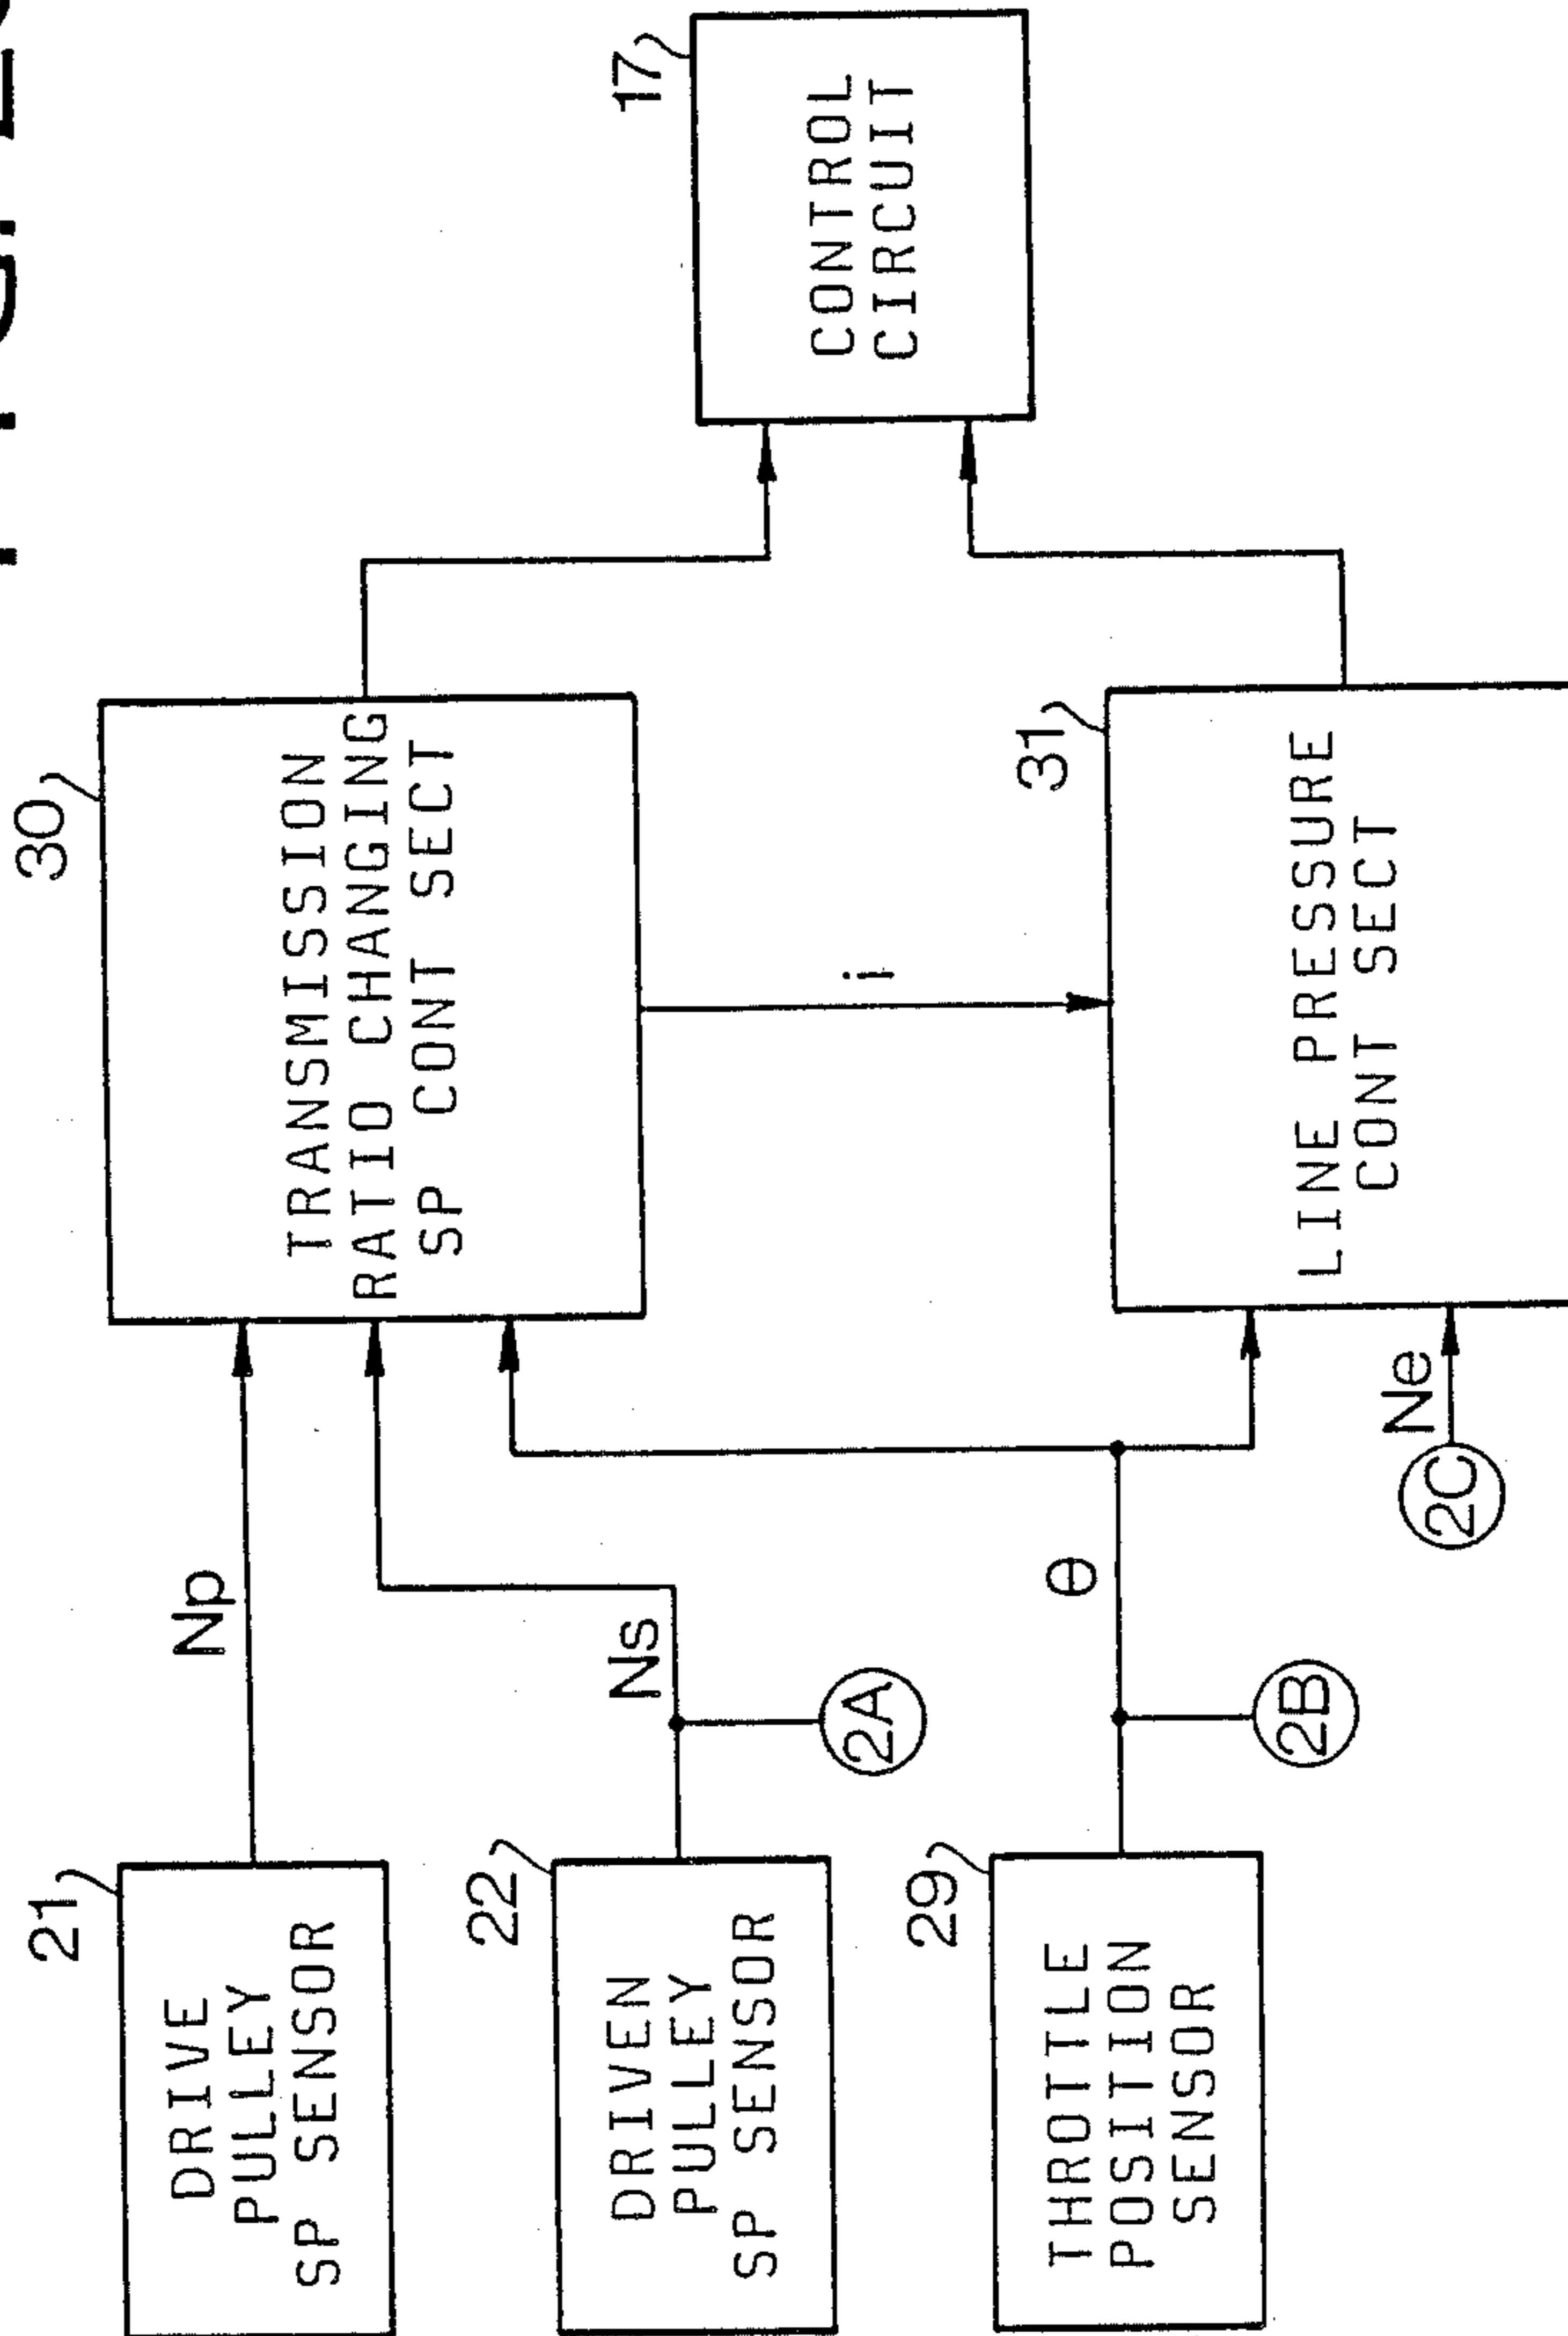 21
DRIVE
PULLEY
SP SENSOR
Np
22
DRIVEN
PULLEY
SP SENSOR
Ns
2A
29
THROTTLE
POSITION
SENSOR
θ
2B
30
TRANSMISSION
RATIO CHANGING
SP CONT SECT
i
31
LINE PRESSURE
CONT SECT
Ne
2C
17
CONTROL
CIRCUIT